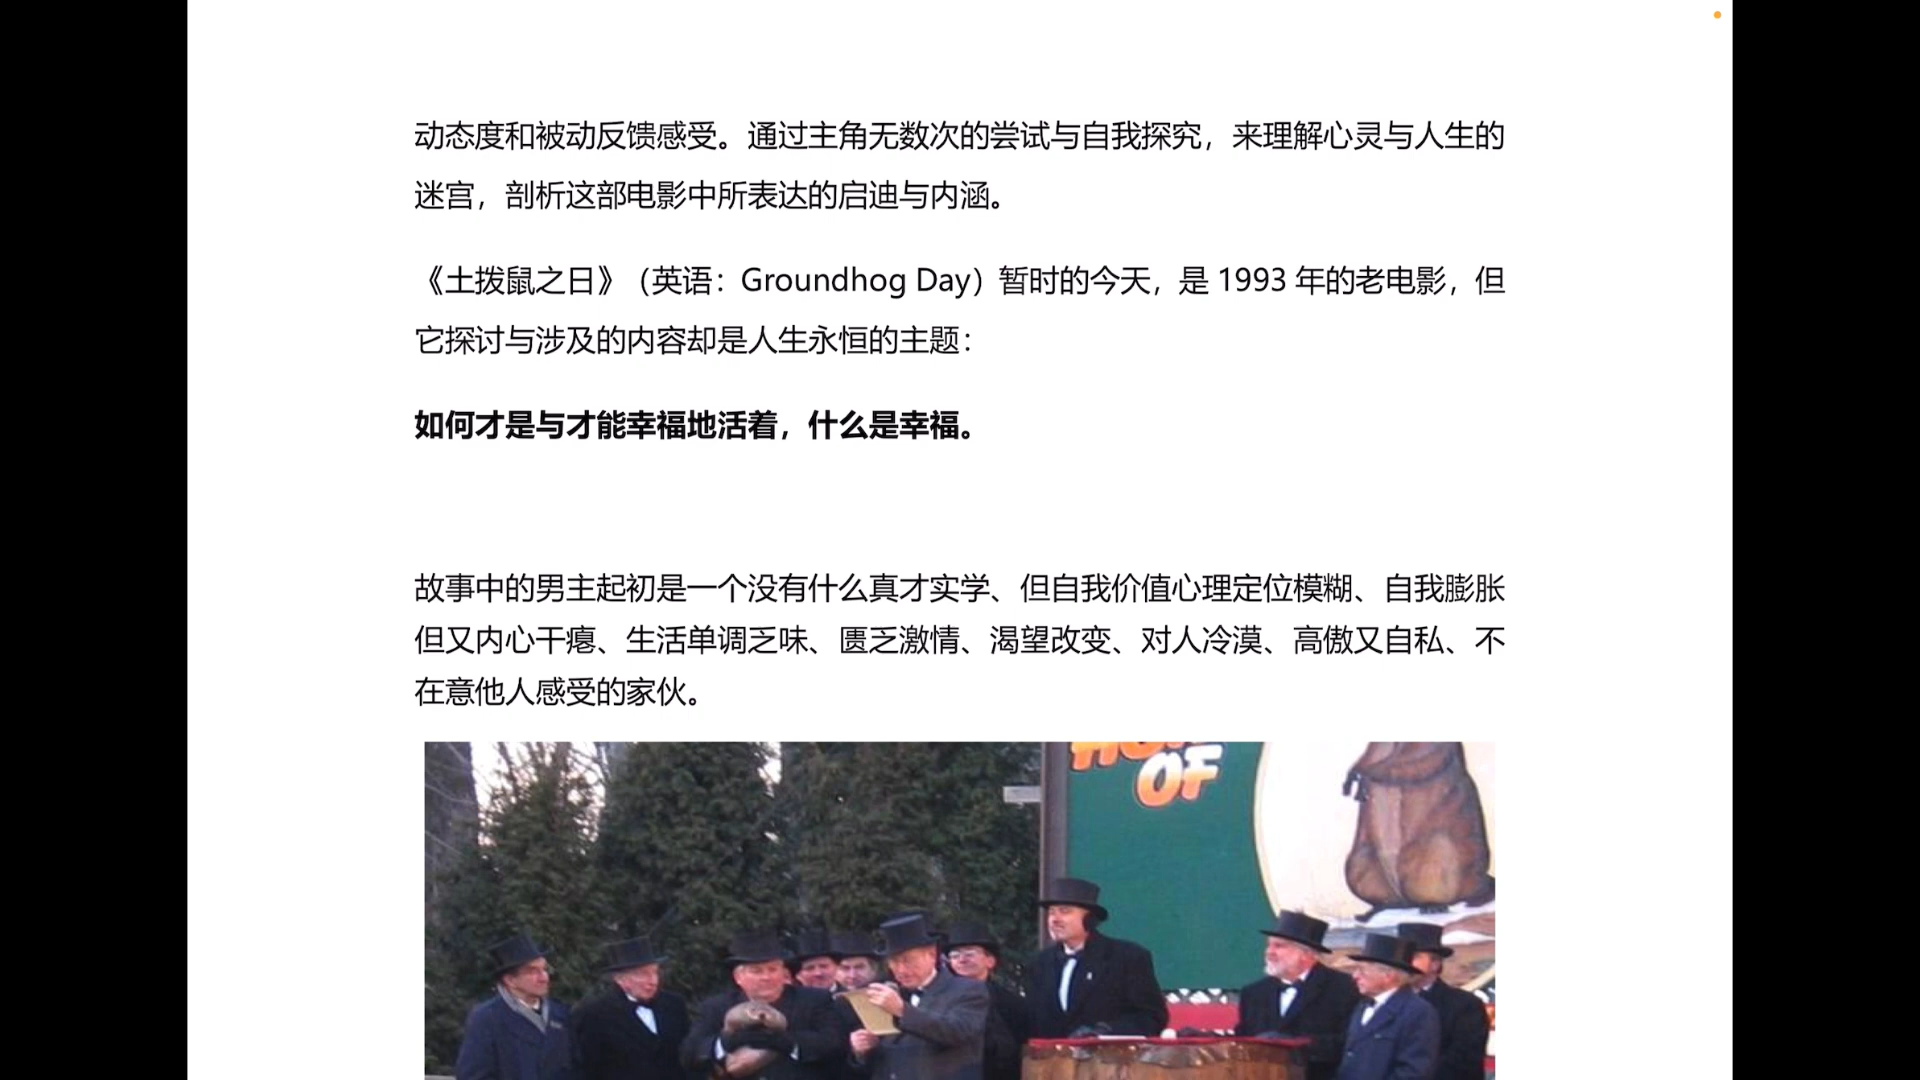 动态度和被动反馈感受。通过主角无数次的尝试与自我探究，来理解心灵与人生的
迷宫，剖析这部电影中所表达的启迪与内涵。
《土拨鼠之日》（英语：Groundhog Day）暂时的今天，是 1993 年的老电影，但
它探讨与涉及的内容却是人生永恒的主题：
如何才是与才能幸福地活着，什么是幸福。
故事中的男主起初是一个没有什么真才实学、但自我价值心理定位模糊、自我膨胀
但又内心干瘪、生活单调乏味、匮乏激情、渴望改变、对人冷漠、高傲又自私、不
在意他人感受的家伙。
OF